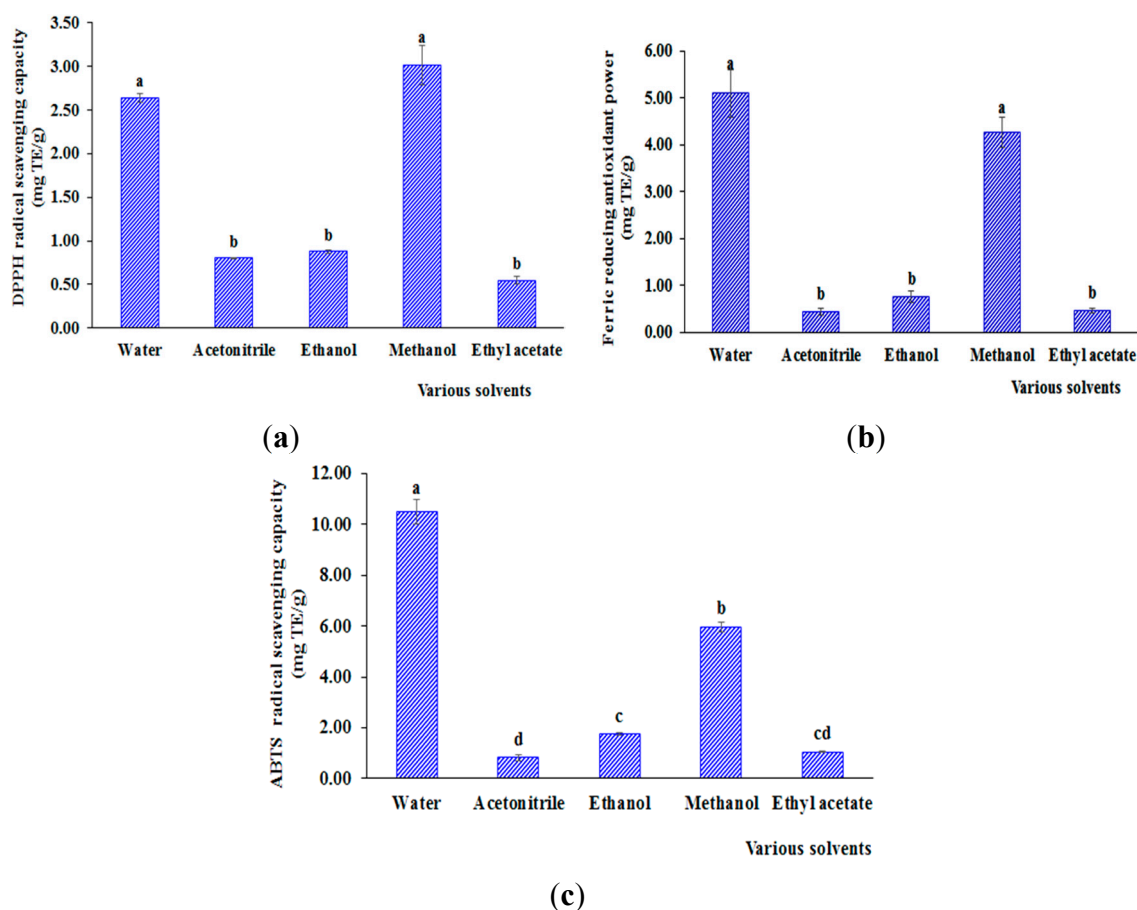 DPPH radical scavenging capacity
(mg TE/g)
3.50
3.00
2.50
2.00
1.50
1.00
0.50
0.00
a
b
b
a
b
Water Acetonitrile Ethanol Methanol Ethyl acetate
Various solvents
(a)
Ferric reducing antioxidant power
(mg TE/g)
6.00
5.00
4.00
3.00
2.00
1.00
0.00
a
b
b
a
b
Water Acetonitrile Ethanol Methanol Ethyl acetate
Various solvents
(b)
ABTS radical scavenging capacity
(mg TE/g)
12.00
10.00
8.00
6.00
4.00
2.00
0.00
a
d
c
b
cd
Water Acetonitrile Ethanol Methanol Ethyl acetate
Various solvents
(c)